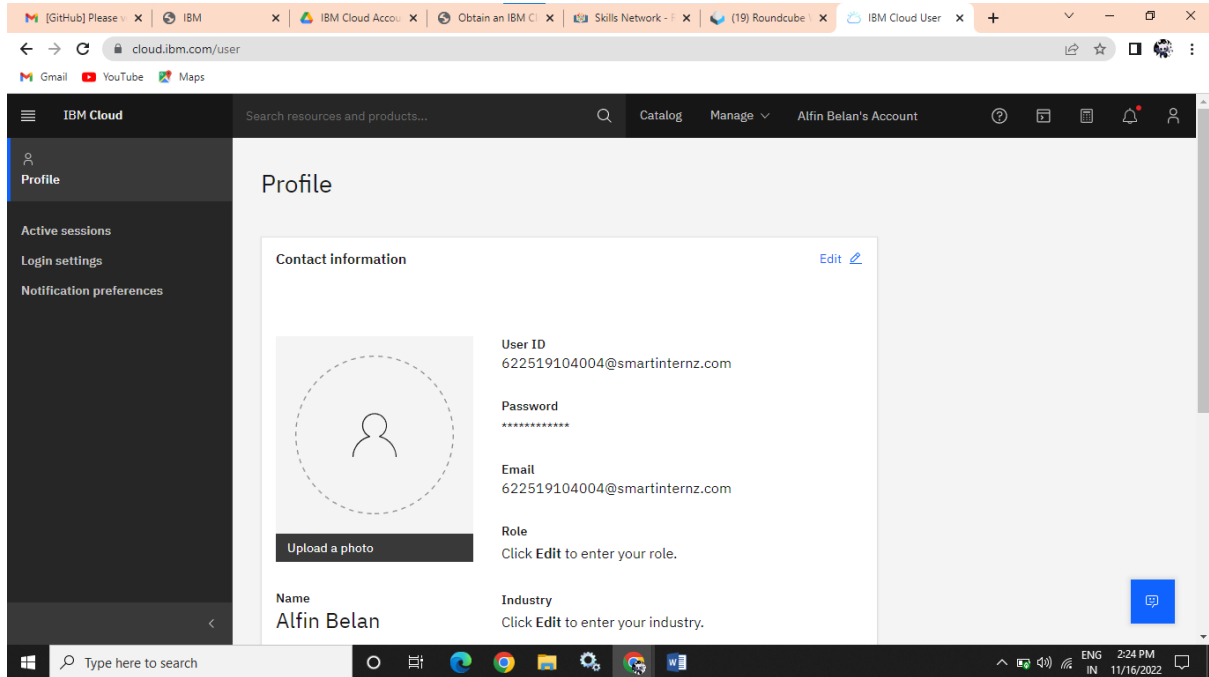 [GitHub] Please v
IBM
IBM Cloud Accou
Obtain an IBM Cl
Skills Network - F
(19) Roundcube
IBM Cloud User
cloud.ibm.com/user
Gmail YouTube Maps
IBM Cloud
Search resources and products...
Catalog
Manage
Alfin Belan's Account
Profile
Active sessions
Login settings
Notification preferences
Profile
Contact information
Edit
Upload a photo
Name
Alfin Belan
User ID
622519104004@smartinternz.com
Password
************
Email
622519104004@smartinternz.com
Role
Click Edit to enter your role.
Industry
Click Edit to enter your industry.
Type here to search
ENG
IN
2:24 PM
11/16/2022